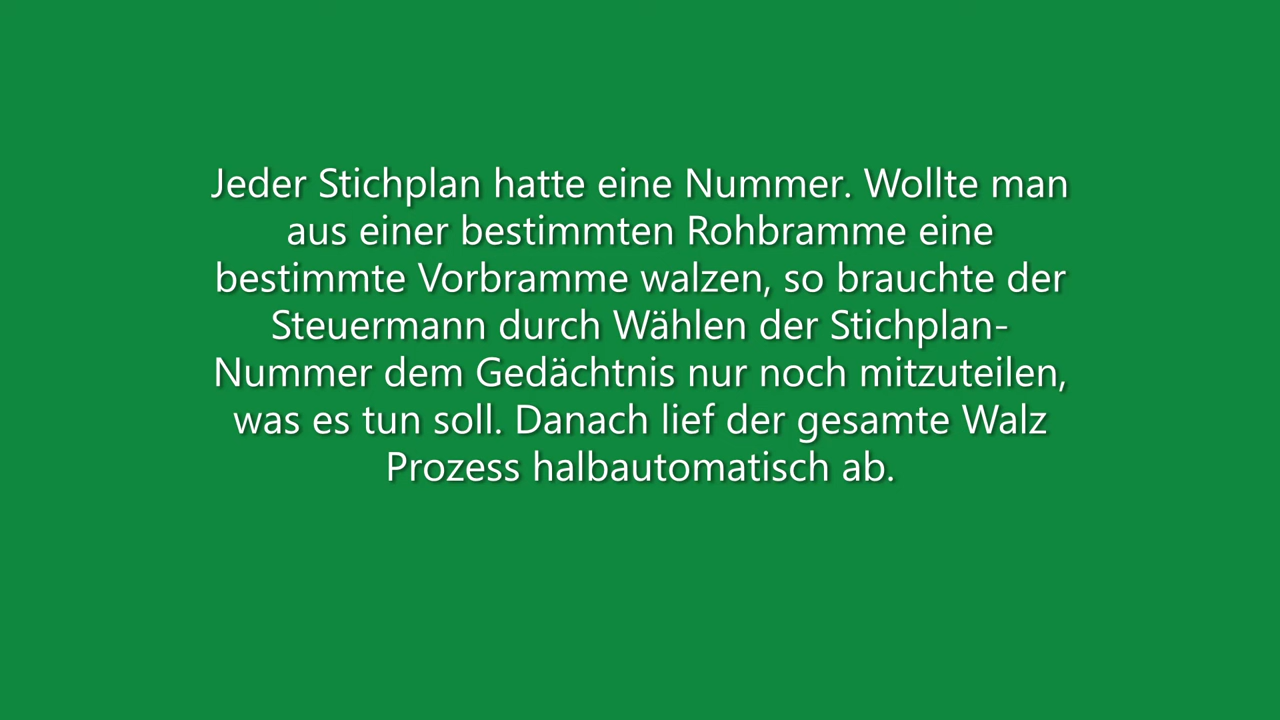 Jeder Stichplan hatte eine Nummer. Wollte man
aus einer bestimmten Rohbramme eine
bestimmte Vorbramme walzen, so brauchte der
Steuermann durch Wählen der Stichplan-
Nummer dem Gedächtnis nur noch mitzuteilen,
was es tun soll. Danach lief der gesamte Walz
Prozess halbautomatisch ab.